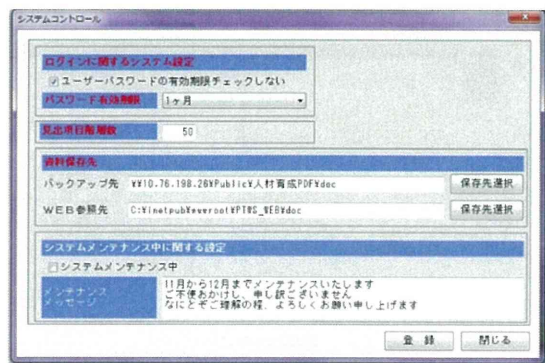 システムコントロール
ログインに関するシステム設定
ユーザーパスワードの有効期限チェックしない
パスワード有効期限 1ヶ月
見出項目階層数 50
資料保存先
バックアップ先 ¥¥10.76.198.26¥Public¥人材育成PDF¥doc 保存先選択
WEB参照先 C:¥inetpub¥wwwroot¥PTMS_WEB¥doc 保存先選択
システムメンテナンス中に関する設定
システムメンテナンス中
メンテナンス
メッセージ
11月から12月までメンテナンスいたします
ご不便おかけし、申し訳ございません
なにとぞご理解の程、よろしくお願い申し上げます
登録 閉じる